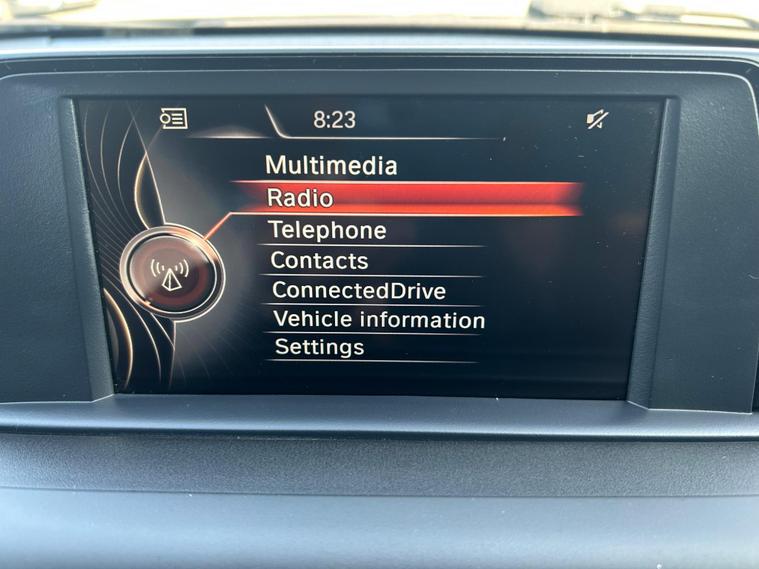 8:23
Multimedia
Radio
Telephone
Contacts
ConnectedDrive
Vehicle information
Settings